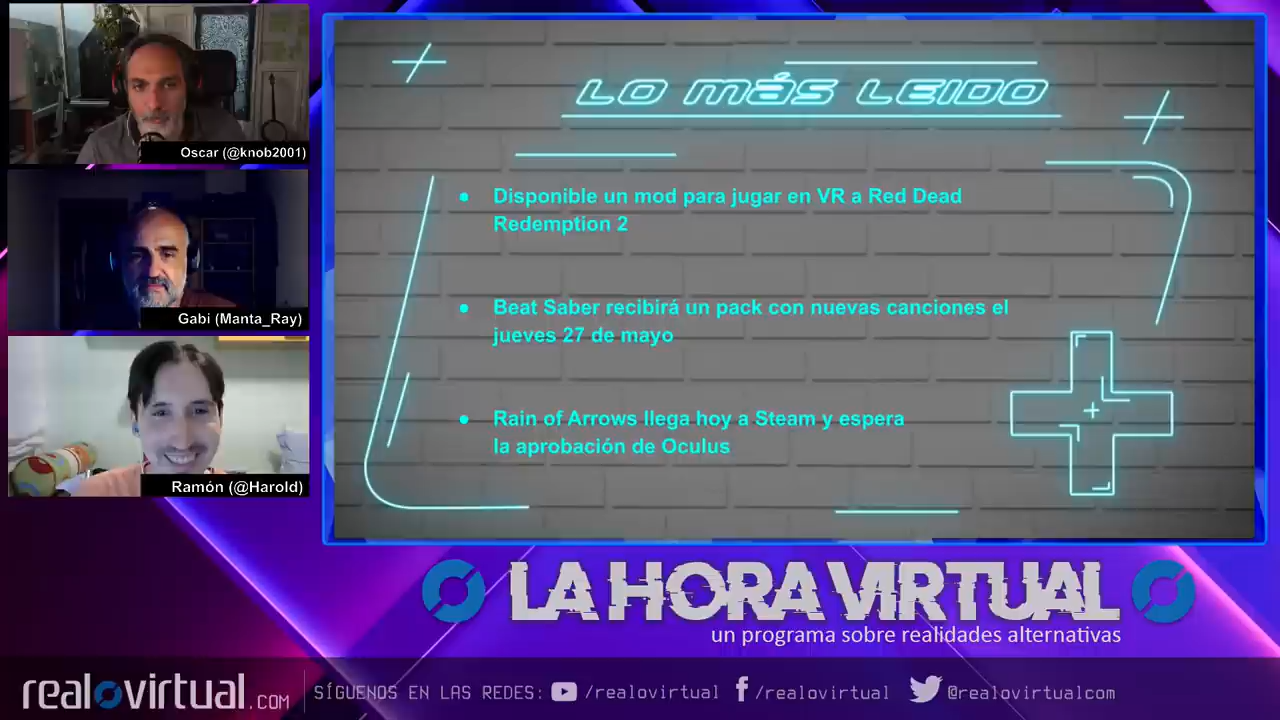 LO MÁS LEIDO
Oscar (@knob2001)
Gabi (Manta_Ray)
Ramón (@Harold)
● Disponible un mod para jugar en VR a Red Dead
Redemption 2
● Beat Saber recibirá un pack con nuevas canciones el
jueves 27 de mayo
● Rain of Arrows llega hoy a Steam y espera
la aprobación de Oculus
LA HORA VIRTUAL
un programa sobre realidades alternativas
realovirtual.com
SÍGUENOS EN LAS REDES: /realovirtual /realovirtual @realovirtualcom